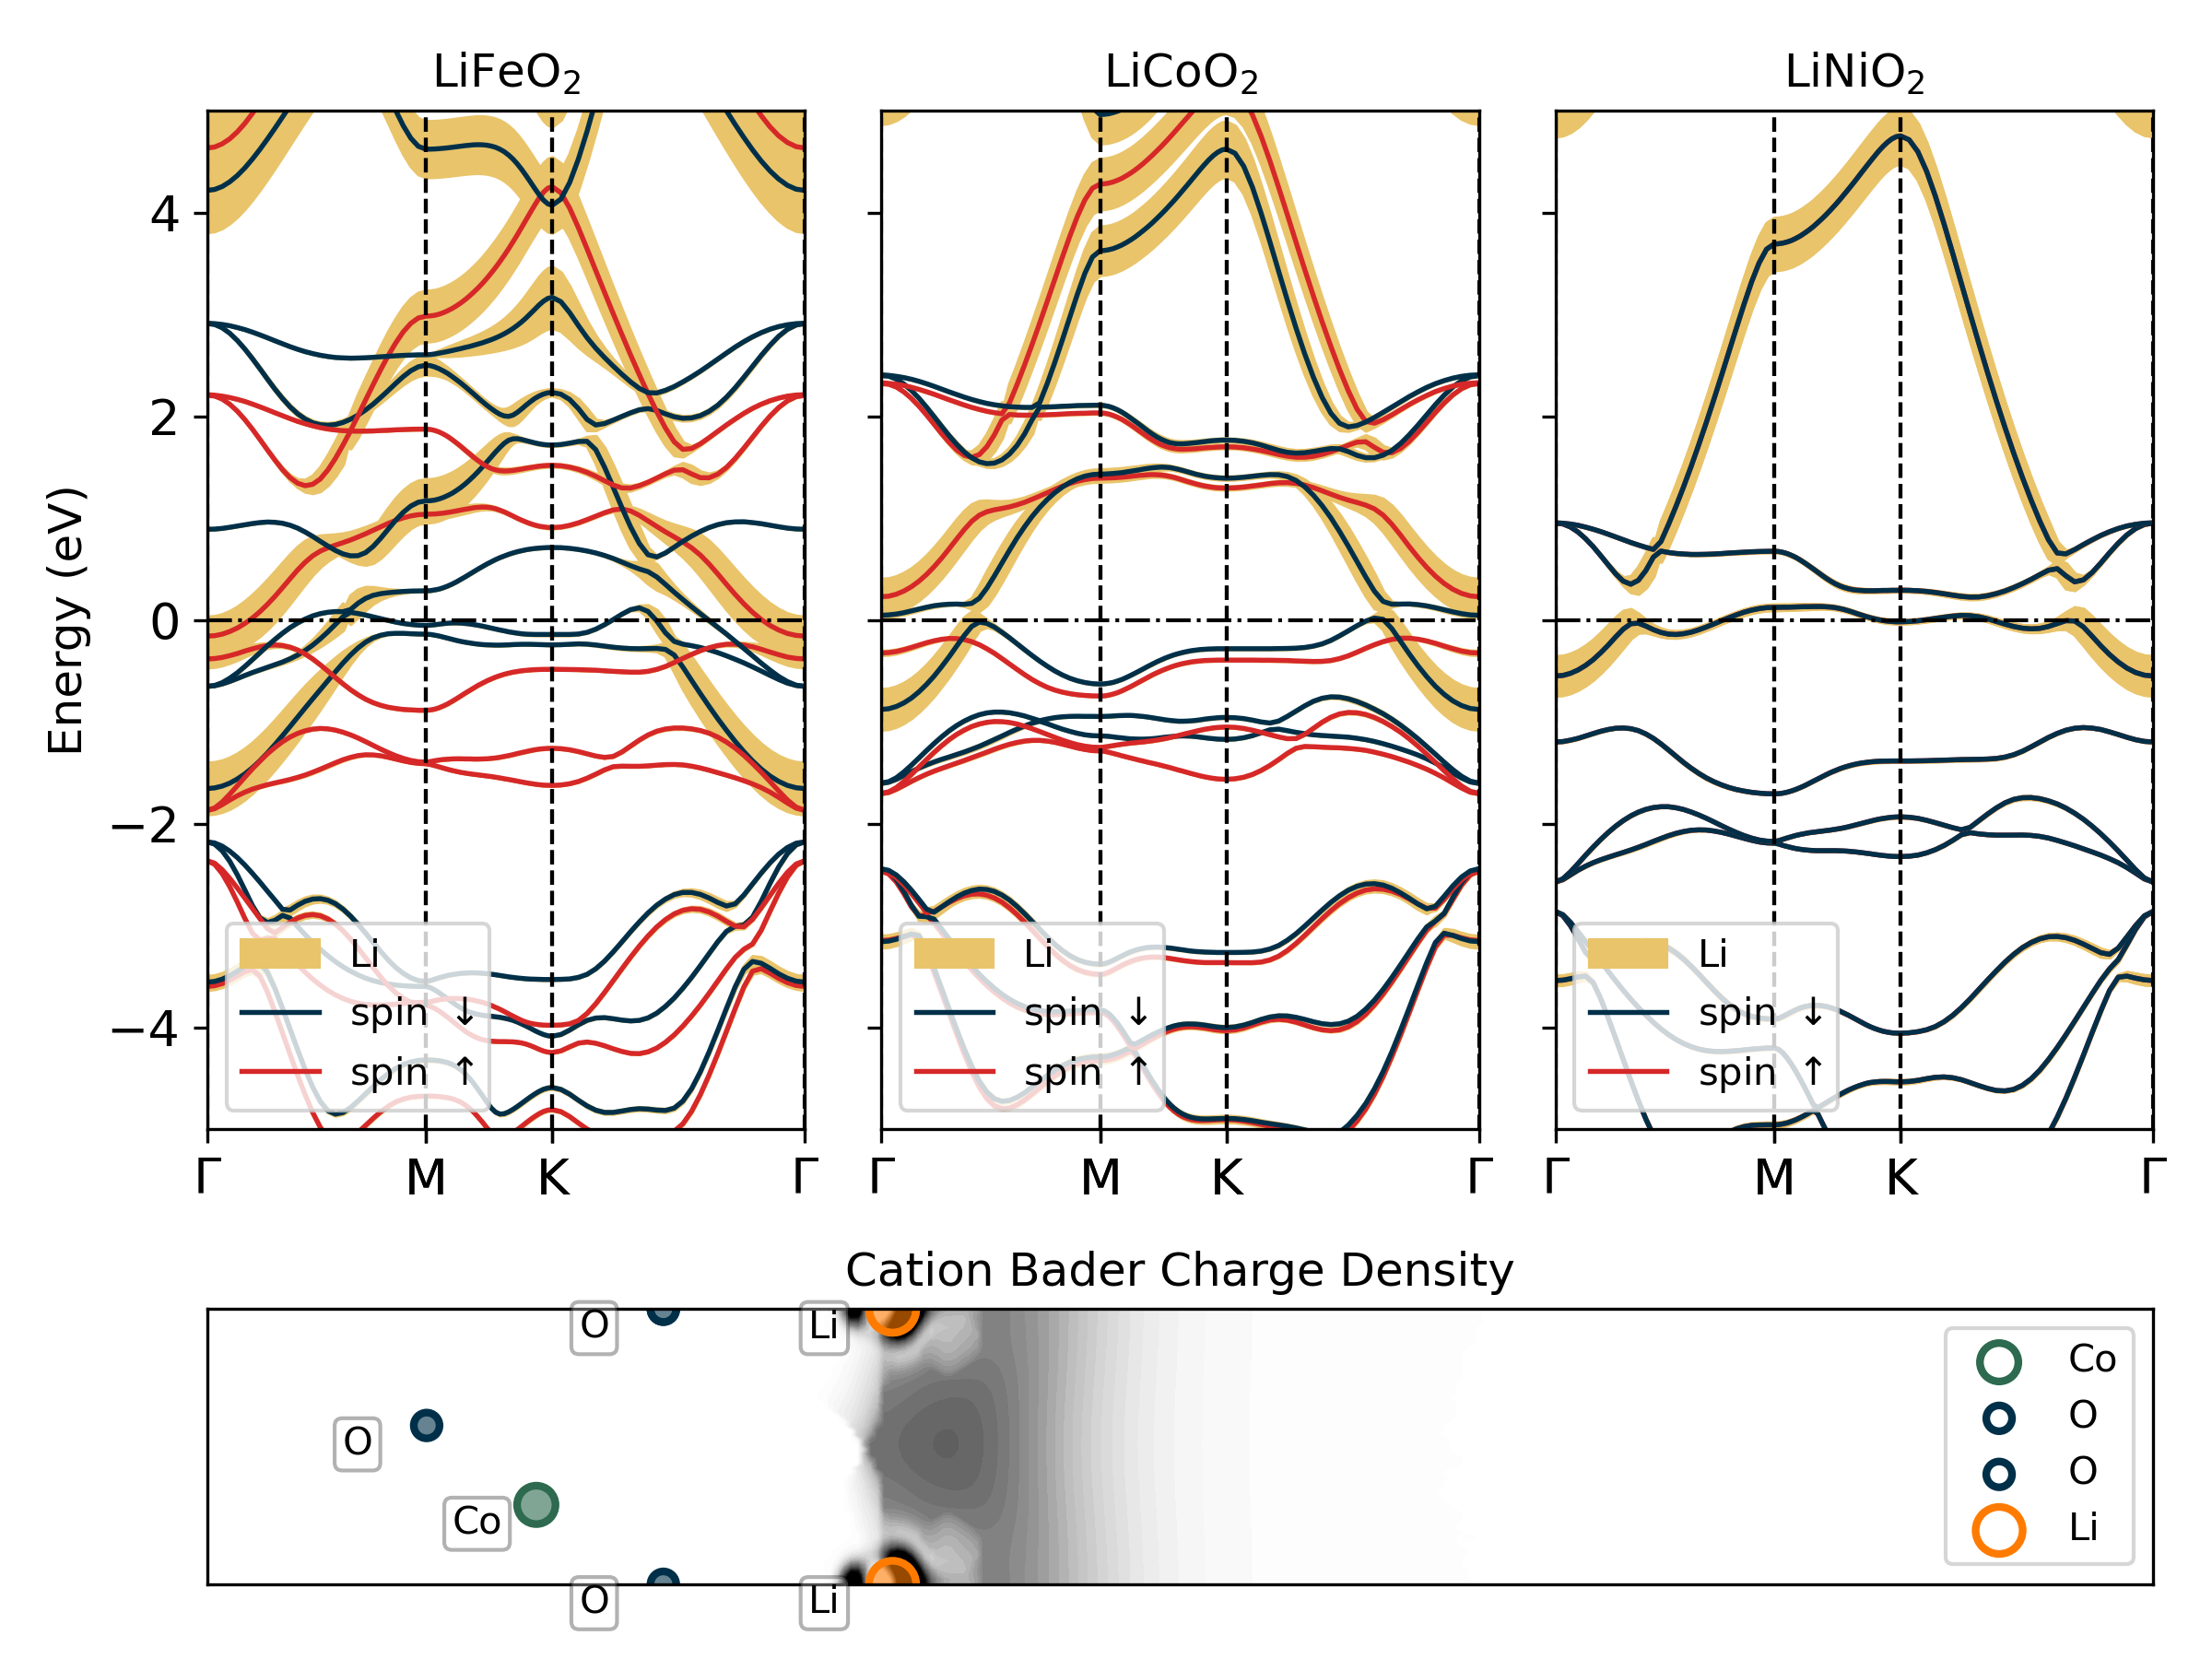 LiFeO₂ LiCoO₂ LiNiO₂
Energy (eV)
4
2
0
−2
−4
Li
spin ↓
spin ↑
Li
spin ↓
spin ↑
Li
spin ↓
spin ↑
Γ M K Γ
Γ M K Γ
Γ M K Γ
Cation Bader Charge Density
O Li
O
Co
O Li
Co
O
O
Li